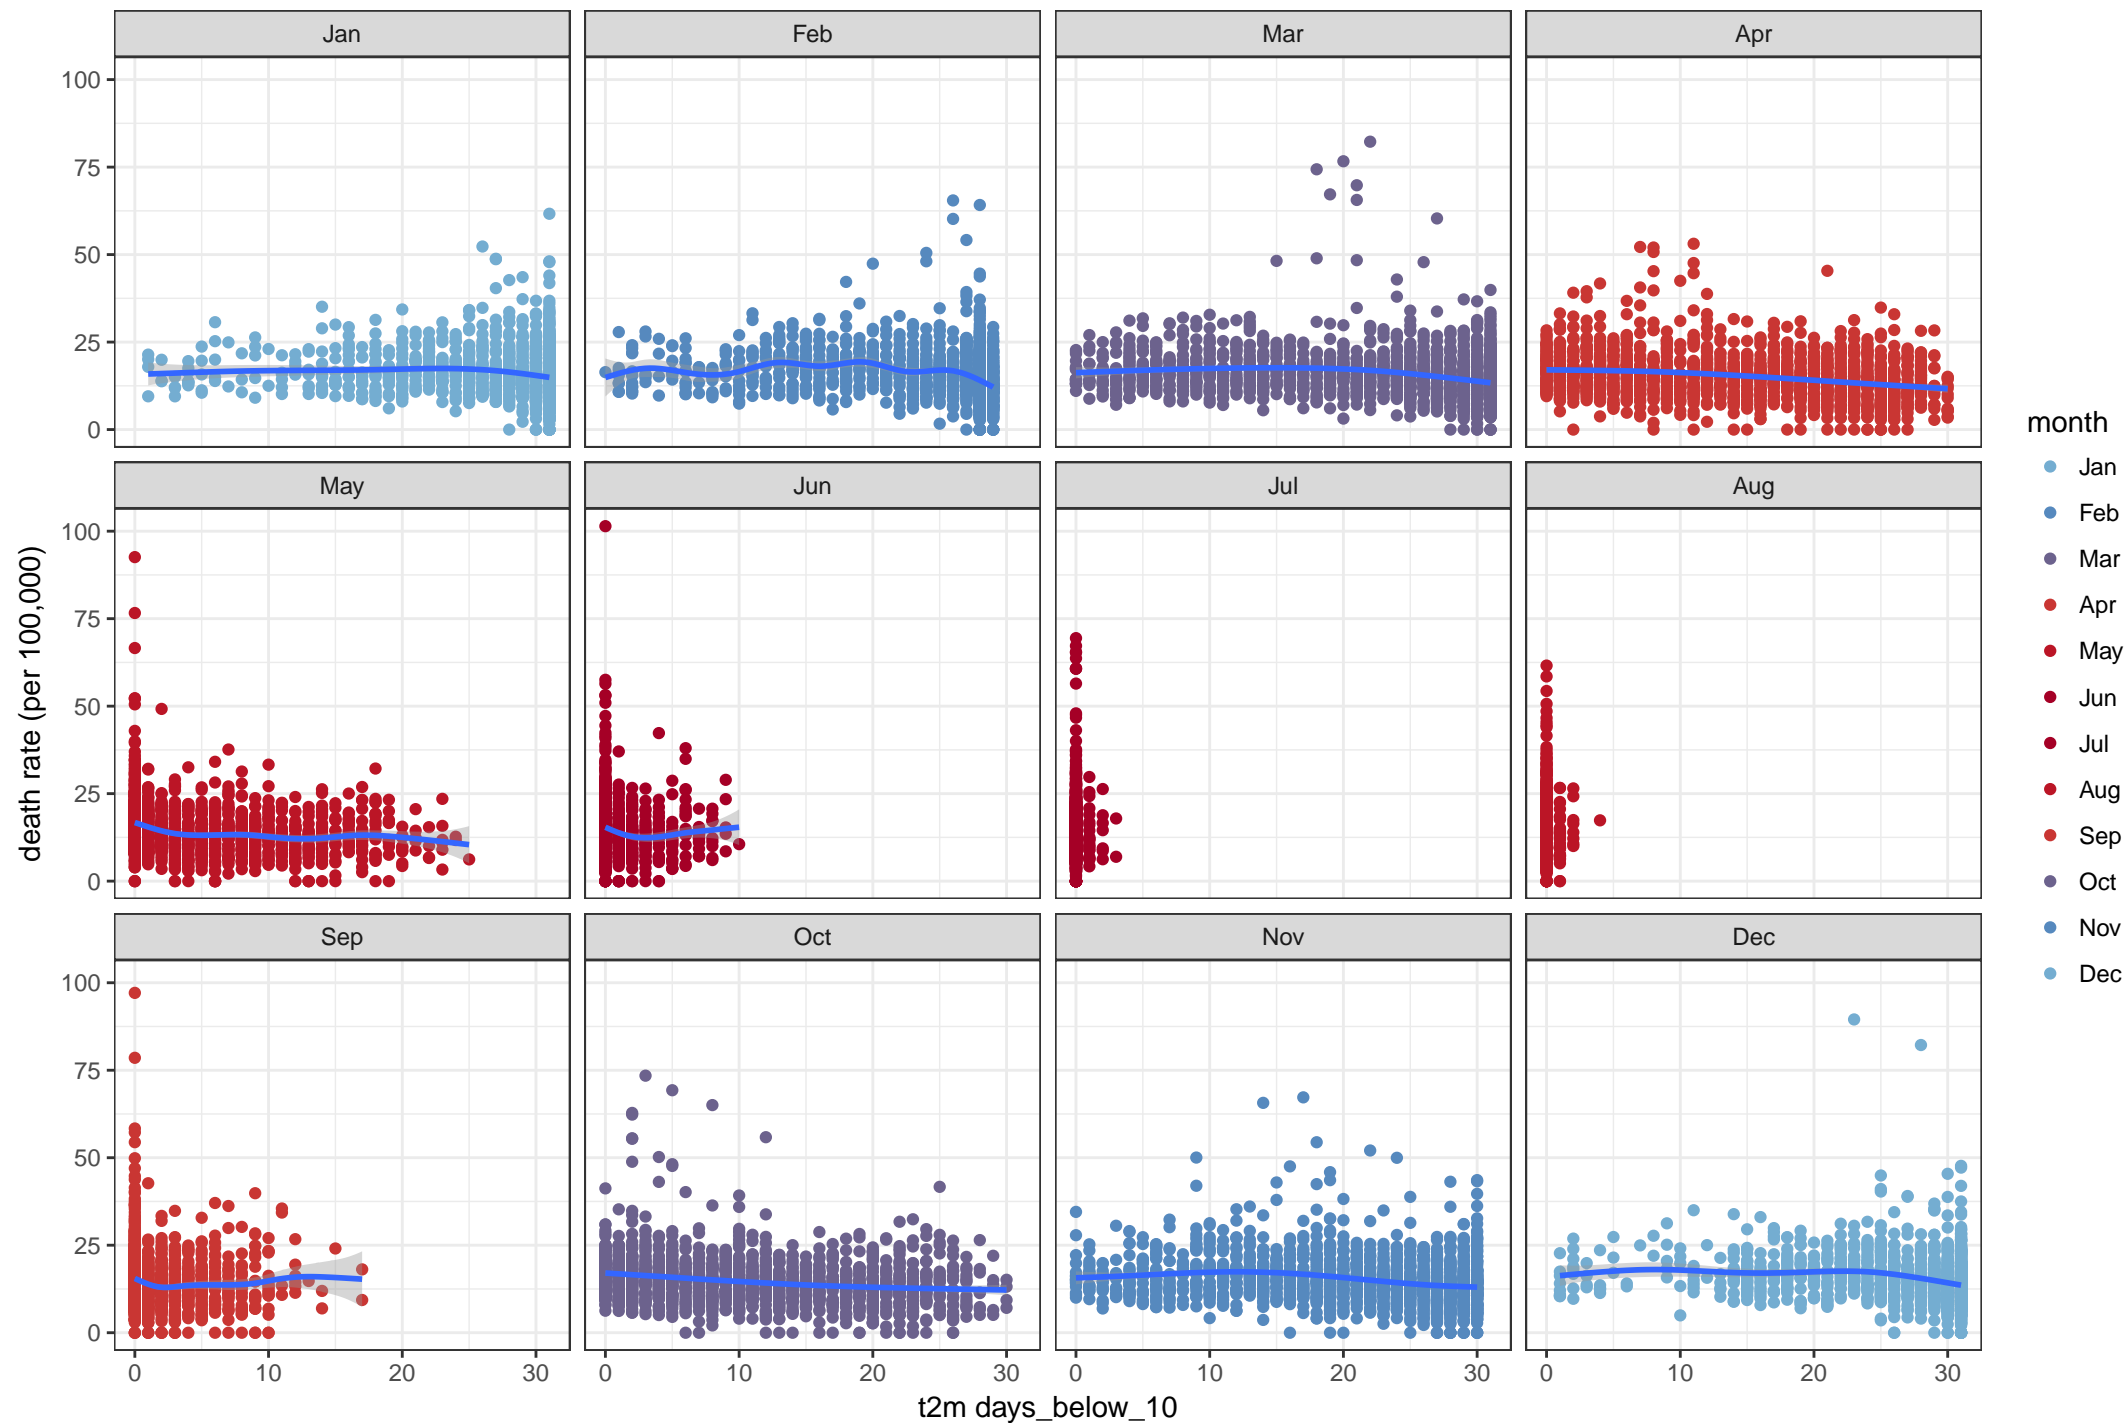 Jan Feb Mar Apr
100
75
50
25
0
May Jun Jul Aug
100
75
50
25
0
Sep Oct Nov Dec
100
75
50
25
0
0 10 20 30 0 10 20 30 0 10 20 30 0 10 20 30
t2m days_below_10
death rate (per 100,000)
month
Jan
Feb
Mar
Apr
May
Jun
Jul
Aug
Sep
Oct
Nov
Dec